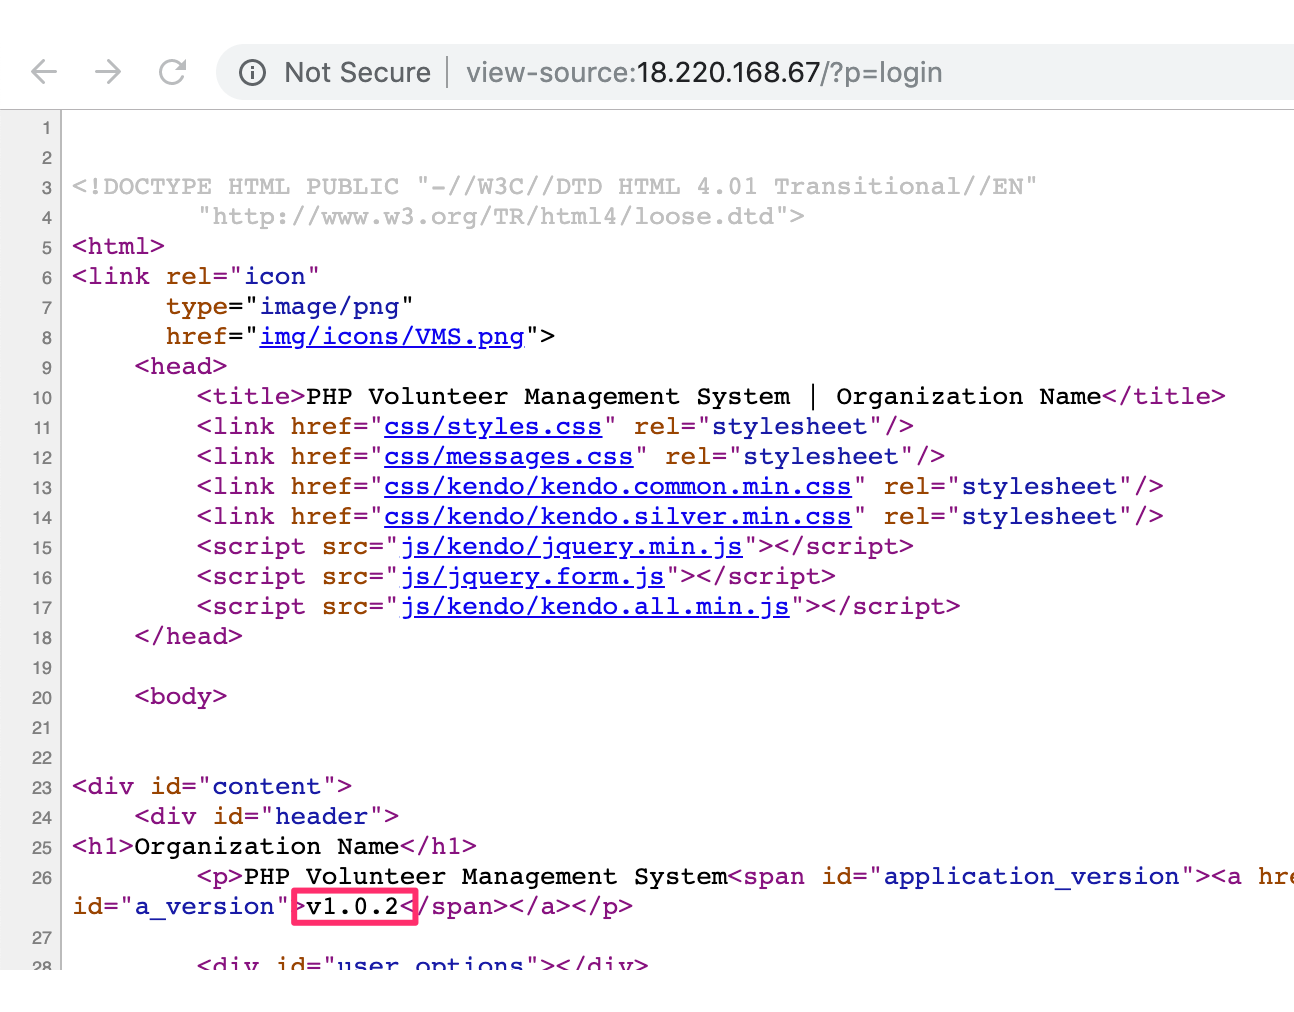 Not Secure | view-source:18.220.168.67/?p=login
1
2
3 <!DOCTYPE HTML PUBLIC "-//W3C//DTD HTML 4.01 Transitional//EN"
4 "http://www.w3.org/TR/html4/loose.dtd">
5 <html>
6 <link rel="icon"
7 type="image/png"
8 href="img/icons/VMS.png">
9 <head>
10 <title>PHP Volunteer Management System | Organization Name</title>
11 <link href="css/styles.css" rel="stylesheet"/>
12 <link href="css/messages.css" rel="stylesheet"/>
13 <link href="css/kendo/kendo.common.min.css" rel="stylesheet"/>
14 <link href="css/kendo/kendo.silver.min.css" rel="stylesheet"/>
15 <script src="js/kendo/jquery.min.js"></script>
16 <script src="js/jquery.form.js"></script>
17 <script src="js/kendo/kendo.all.min.js"></script>
18 </head>
19
20 <body>
21
22
23 <div id="content">
24 <div id="header">
25 <h1>Organization Name</h1>
26 <p>PHP Volunteer Management System<span id="application_version"><a hre
id="a_version">v1.0.2</span></a></p>
27
28 <div id="user_options"></div>